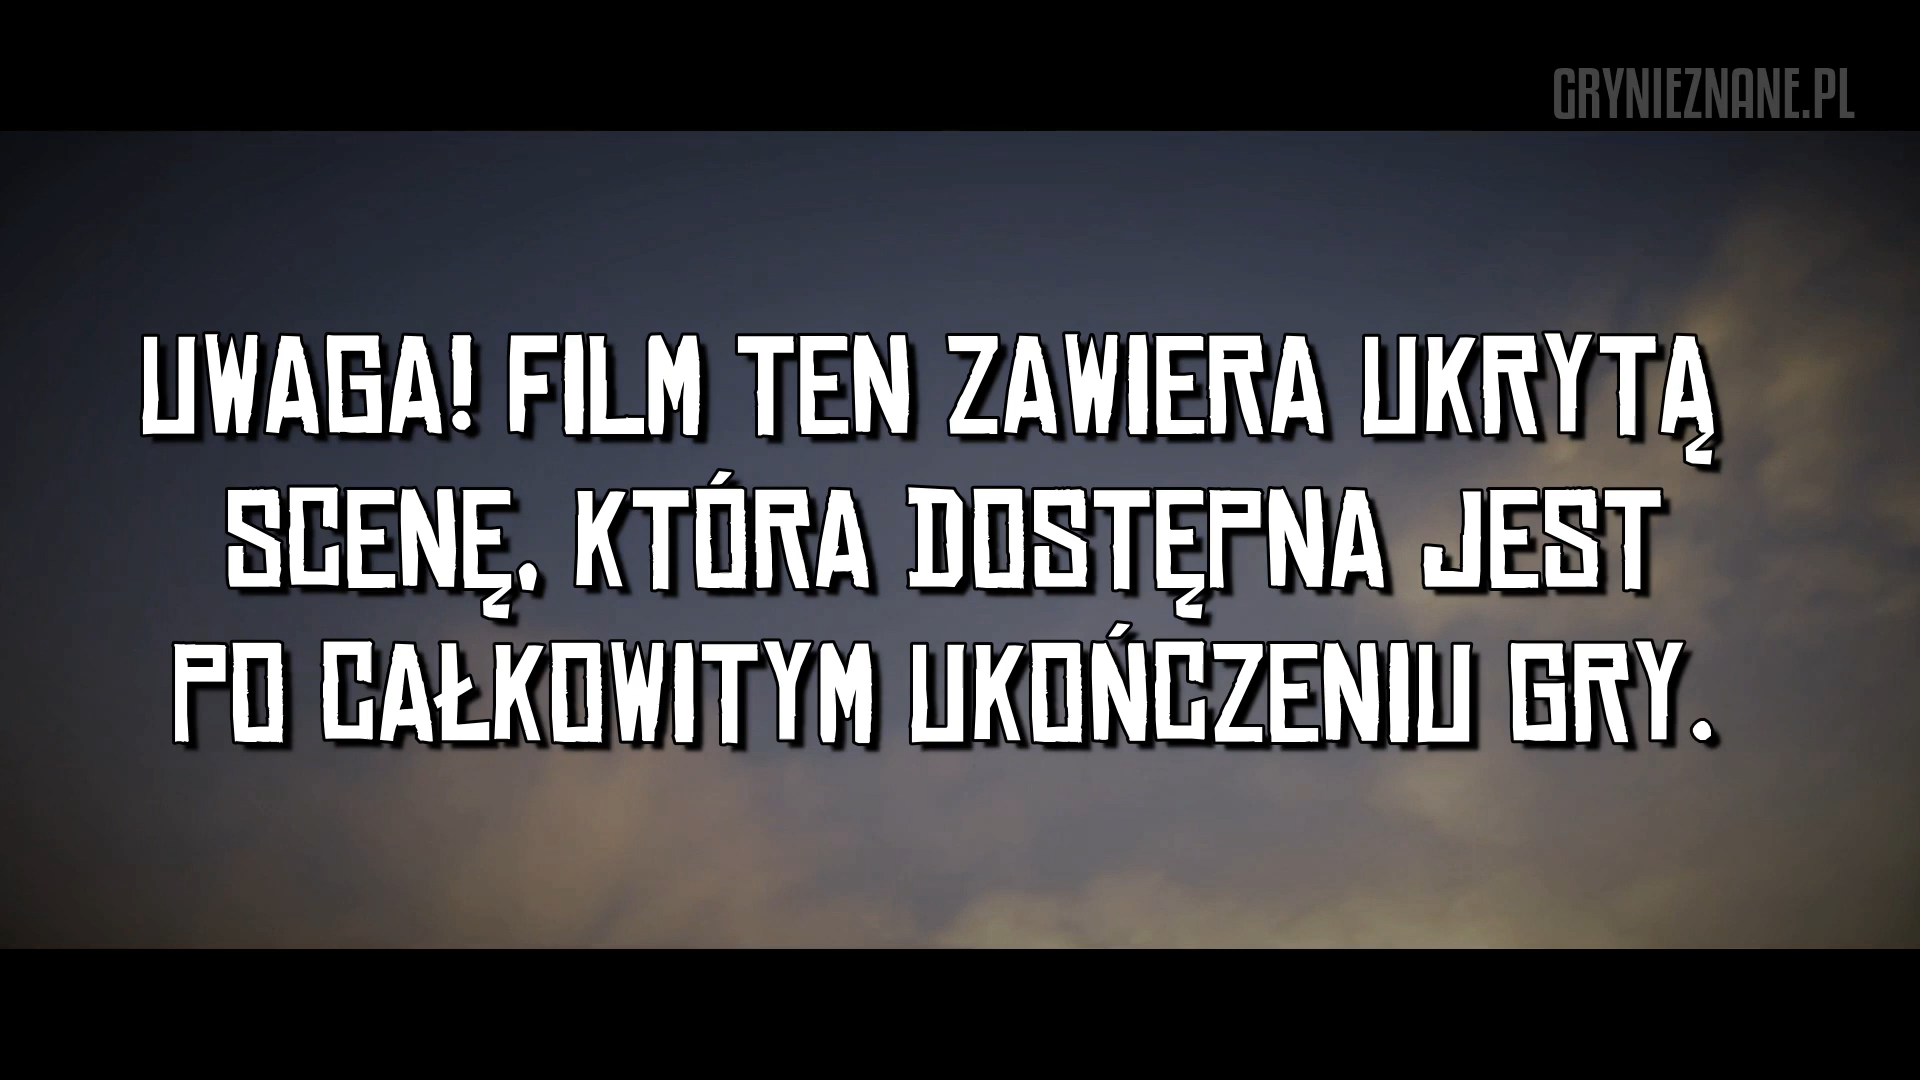 GRYNIEZNANE.PL
UWAGA! FILM TEN ZAWIERA UKRYTĄ
SCENĘ, KTÓRA DOSTĘPNA JEST
PO CAŁKOWITYM UKOŃCZENIU GRY.